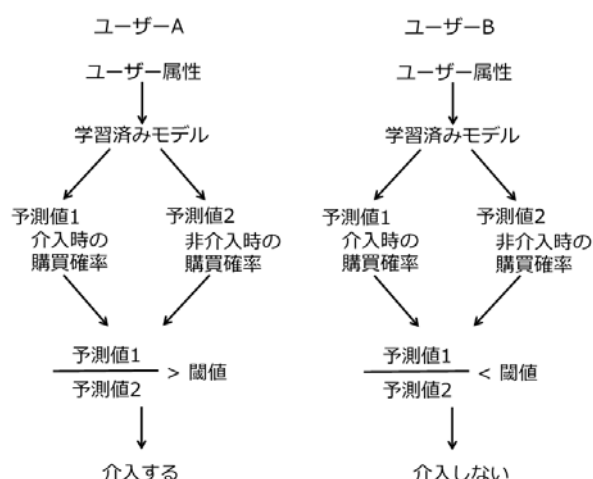 ユーザーA
ユーザー属性
学習済みモデル
予測値1
介入時の
購買確率
予測値2
非介入時の
購買確率
予測値1
予測値2
> 閾値
介入する
ユーザーB
ユーザー属性
学習済みモデル
予測値1
介入時の
購買確率
予測値2
非介入時の
購買確率
予測値1
予測値2
< 閾値
介入しない